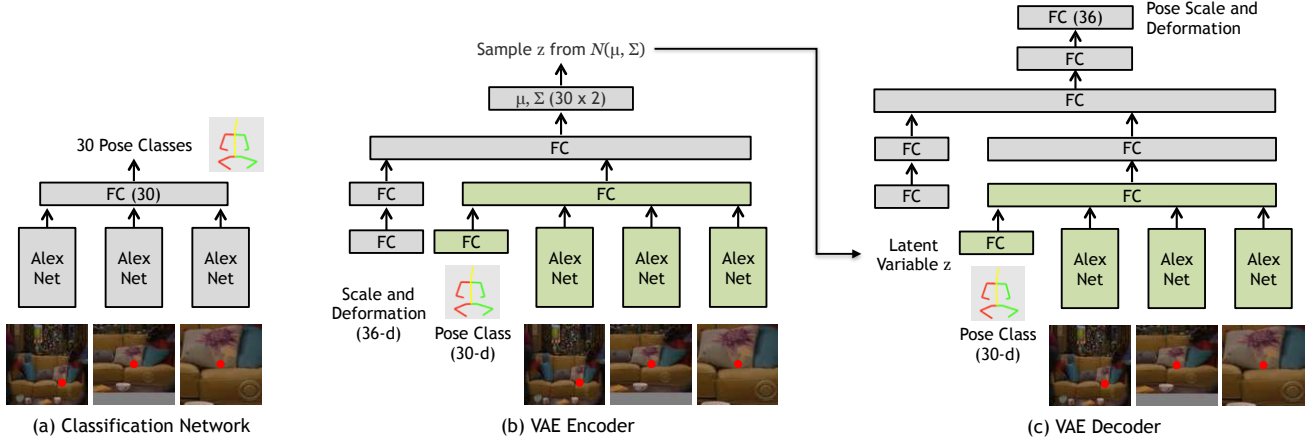 30 Pose Classes
FC (30)
Alex
Net
Alex
Net
Alex
Net
(a) Classification Network
Sample z from N(μ, Σ)
μ, Σ (30 x 2)
FC
FC
FC
FC
FC
Alex
Net
Alex
Net
Alex
Net
Scale and
Deformation
(36-d)
Pose Class
(30-d)
(b) VAE Encoder
FC (36)
Pose Scale and
Deformation
FC
FC
FC
FC
FC
FC
FC
Latent
Variable z
Alex
Net
Alex
Net
Alex
Net
Pose Class
(30-d)
(c) VAE Decoder